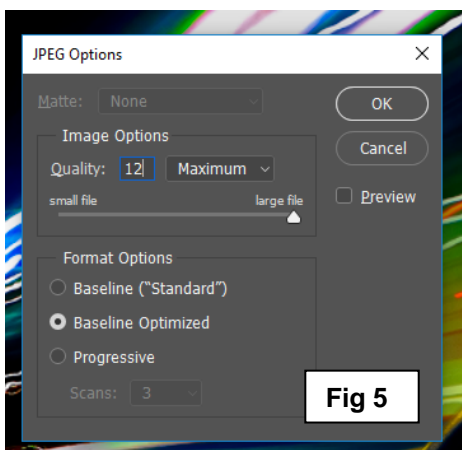 JPEG Options
Matte: None
OK
Image Options
Cancel
Quality: 12 Maximum
Preview
small file large file
Format Options
Baseline ("Standard")
Baseline Optimized
Progressive
Scans: 3
Fig 5